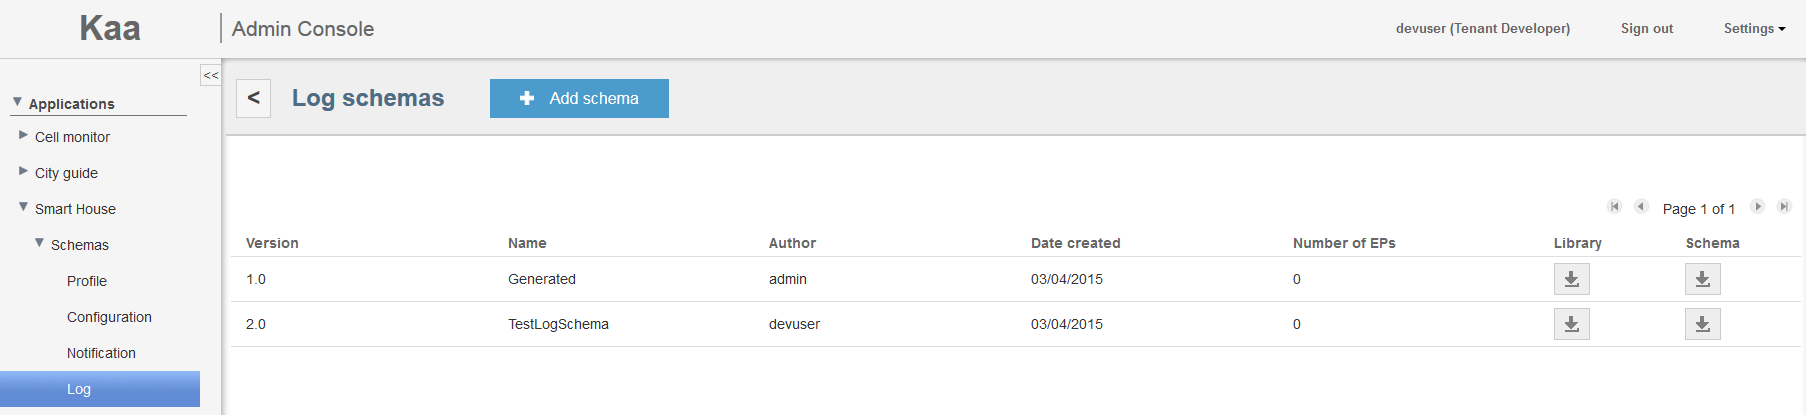 Kaa Admin Console devuser (Tenant Developer) Sign out Settings
<<
Applications
Cell monitor
City guide
Smart House
Schemas
Profile
Configuration
Notification
Log
< Log schemas Add schema
Page 1 of 1
Version Name Author Date created Number of EPs Library Schema
1.0 Generated admin 03/04/2015 0
2.0 TestLogSchema devuser 03/04/2015 0